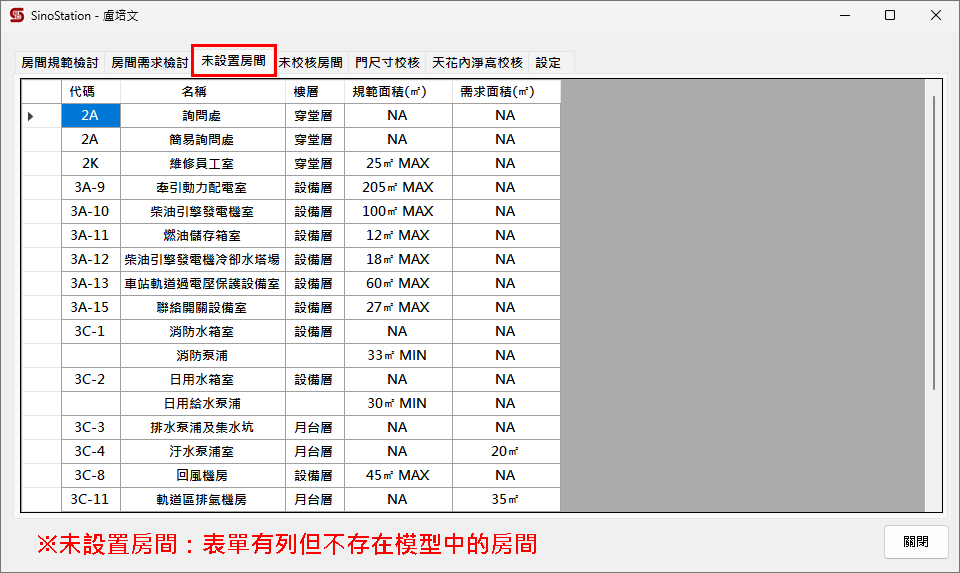 SinoStation - 盧培文
房間規範檢討 房間需求檢討 未設置房間 未校核房間 門尺寸校核 天花內淨高校核 設定
代碼 名稱 樓層 規範面積(㎡) 需求面積(㎡)
2A 詢問處 穿堂層 NA NA
2A 簡易詢問處 穿堂層 NA NA
2K 維修員工室 穿堂層 25㎡ MAX NA
3A-9 牽引動力配電室 設備層 205㎡ MAX NA
3A-10 柴油引擎發電機室 設備層 100㎡ MAX NA
3A-11 燃油儲存箱室 設備層 12㎡ MAX NA
3A-12 柴油引擎發電機冷卻水塔場 設備層 18㎡ MAX NA
3A-13 車站軌道過電壓保護設備室 設備層 60㎡ MAX NA
3A-15 聯絡開關設備室 設備層 27㎡ MAX NA
3C-1 消防水箱室 設備層 NA NA
消防泵浦 33㎡ MIN NA
3C-2 日用水箱室 設備層 NA NA
日用給水泵浦 30㎡ MIN NA
3C-3 排水泵浦及集水坑 月台層 NA NA
3C-4 汙水泵浦室 月台層 NA 20㎡
3C-8 回風機房 設備層 45㎡ MAX NA
3C-11 軌道區排氣機房 月台層 NA 35㎡
※未設置房間：表單有列但不存在模型中的房間
關閉